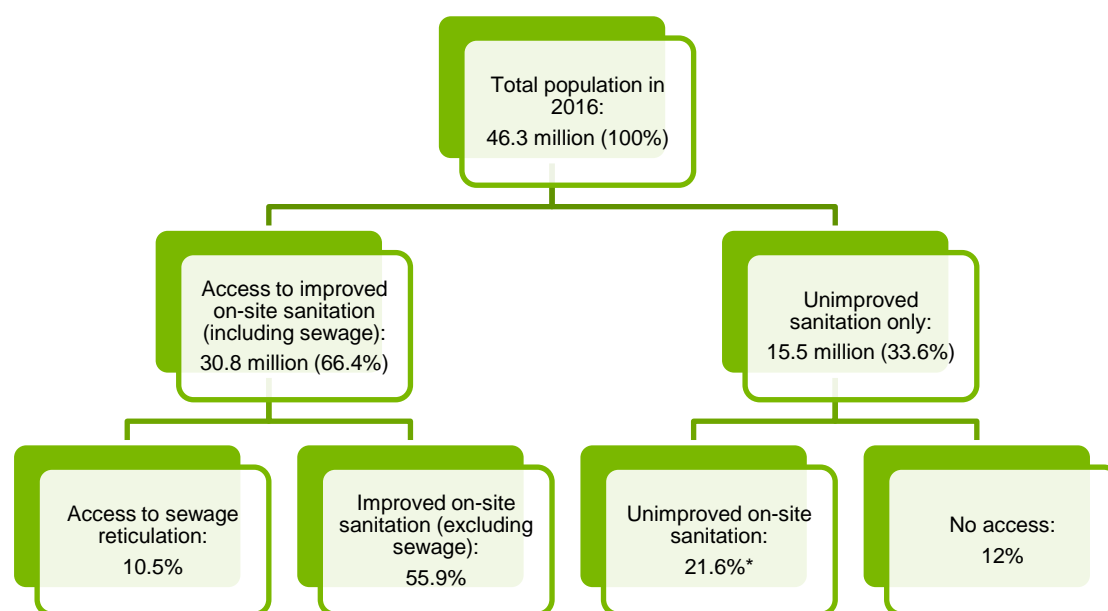 Total population in
2016:
46.3 million (100%)
Access to improved
on-site sanitation
(including sewage):
30.8 million (66.4%)
Unimproved
sanitation only:
15.5 million (33.6%)
Access to sewage
reticulation:
10.5%
Improved on-site
sanitation (excluding
sewage):
55.9%
Unimproved on-site
sanitation:
21.6%*
No access:
12%